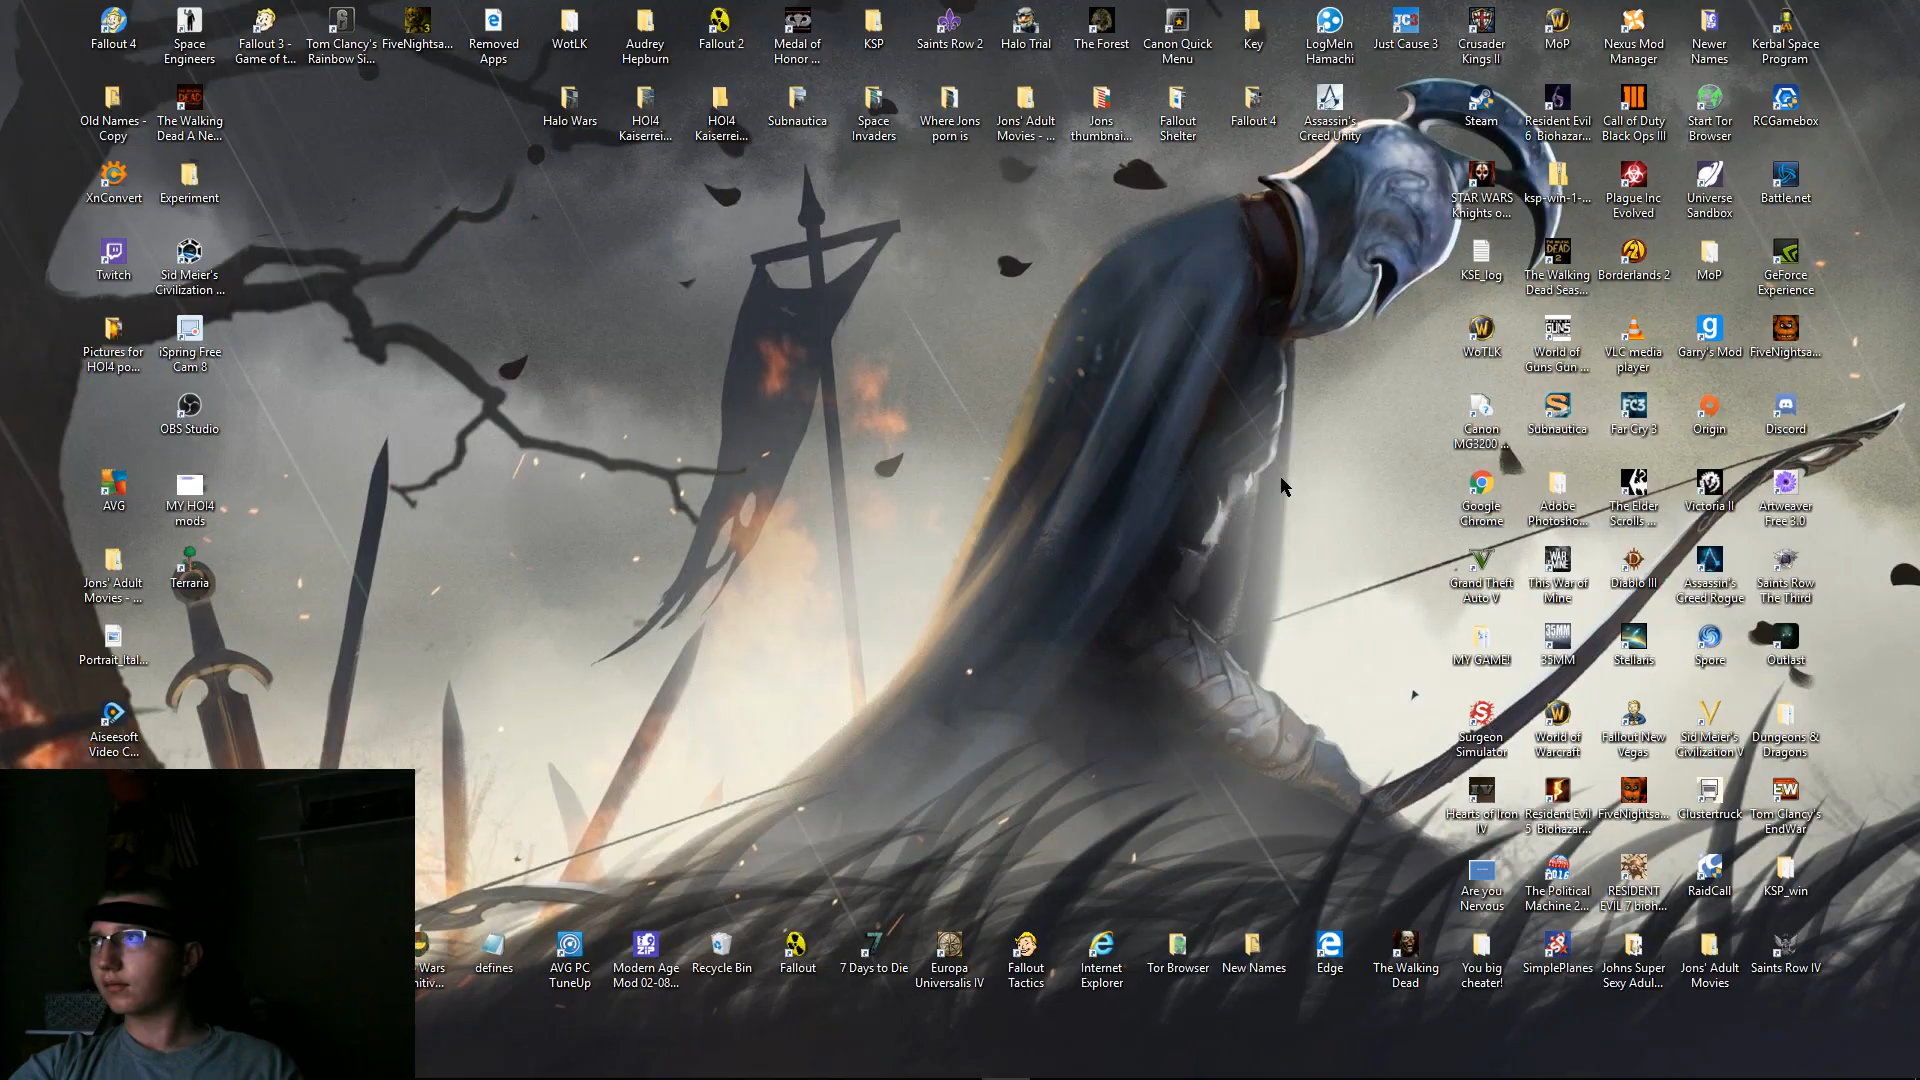 Fallout 4
Space
Engineers
Fallout 3 -
Game of t...
Tom Clancy's
Rainbow Si...
FiveNightsa...
Removed
Apps
WotLK
Audrey
Hepburn
Fallout 2
Medal of
Honor ...
KSP
Saints Row 2
Halo Trial
The Forest
Canon Quick
Menu
Key
LogMeIn
Hamachi
Just Cause 3
Crusader
Kings II
MoP
Nexus Mod
Manager
Newer
Names
Kerbal Space
Program
Old Names -
Copy
The Walking
Dead A Ne...
Halo Wars
HOI4
Kaiserrei...
HOI4
Kaiserrei...
Subnautica
Space
Invaders
Where Jons
porn is
Jons' Adult
Movies - ...
Jons
thumbnai...
Fallout
Shelter
Fallout 4
Assassin's
Creed Unity
Steam
Resident Evil
6 Biohazar...
Call of Duty
Black Ops III
Start Tor
Browser
RCGamebox
XnConvert
Experiment
STAR WARS
Knights o...
ksp-win-1-...
Plague Inc
Evolved
Universe
Sandbox
Battle.net
Twitch
Sid Meier's
Civilization ...
KSE_log
The Walking
Dead Seas...
Borderlands 2
MoP
GeForce
Experience
Pictures for
HOI4 po...
iSpring Free
Cam 8
WoTLK
World of
Guns Gun ...
VLC media
player
Garry's Mod
FiveNightsa...
OBS Studio
Canon
MG3200 ...
Subnautica
Far Cry 3
Origin
Discord
AVG
MY HOI4
mods
Google
Chrome
Adobe
Photosho...
The Elder
Scrolls ...
Victoria II
Artweaver
Free 3.0
Jons' Adult
Movies - ...
Terraria
Grand Theft
Auto V
This War of
Mine
Diablo III
Assassin's
Creed Rogue
Saints Row
The Third
Portrait_Ital...
MY GAME!
35MM
Stellaris
Spore
Outlast
Aiseesoft
Video C...
Surgeon
Simulator
World of
Warcraft
Fallout New
Vegas
Sid Meier's
Civilization V
Dungeons &
Dragons
Hearts of Iron
IV
Resident Evil
5 Biohazar...
FiveNightsa...
Clustertruck
Tom Clancy's
EndWar
Are you
Nervous
The Political
Machine 2...
RESIDENT
EVIL 7 bioh...
RaidCall
KSP_win
Wars
nitiv...
defines
AVG PC
TuneUp
Modern Age
Mod 02-08...
Recycle Bin
Fallout
7 Days to Die
Europa
Universalis IV
Fallout
Tactics
Internet
Explorer
Tor Browser
New Names
Edge
The Walking
Dead
You big
cheater!
SimplePlanes
Johns Super
Sexy Adul...
Jons' Adult
Movies
Saints Row IV